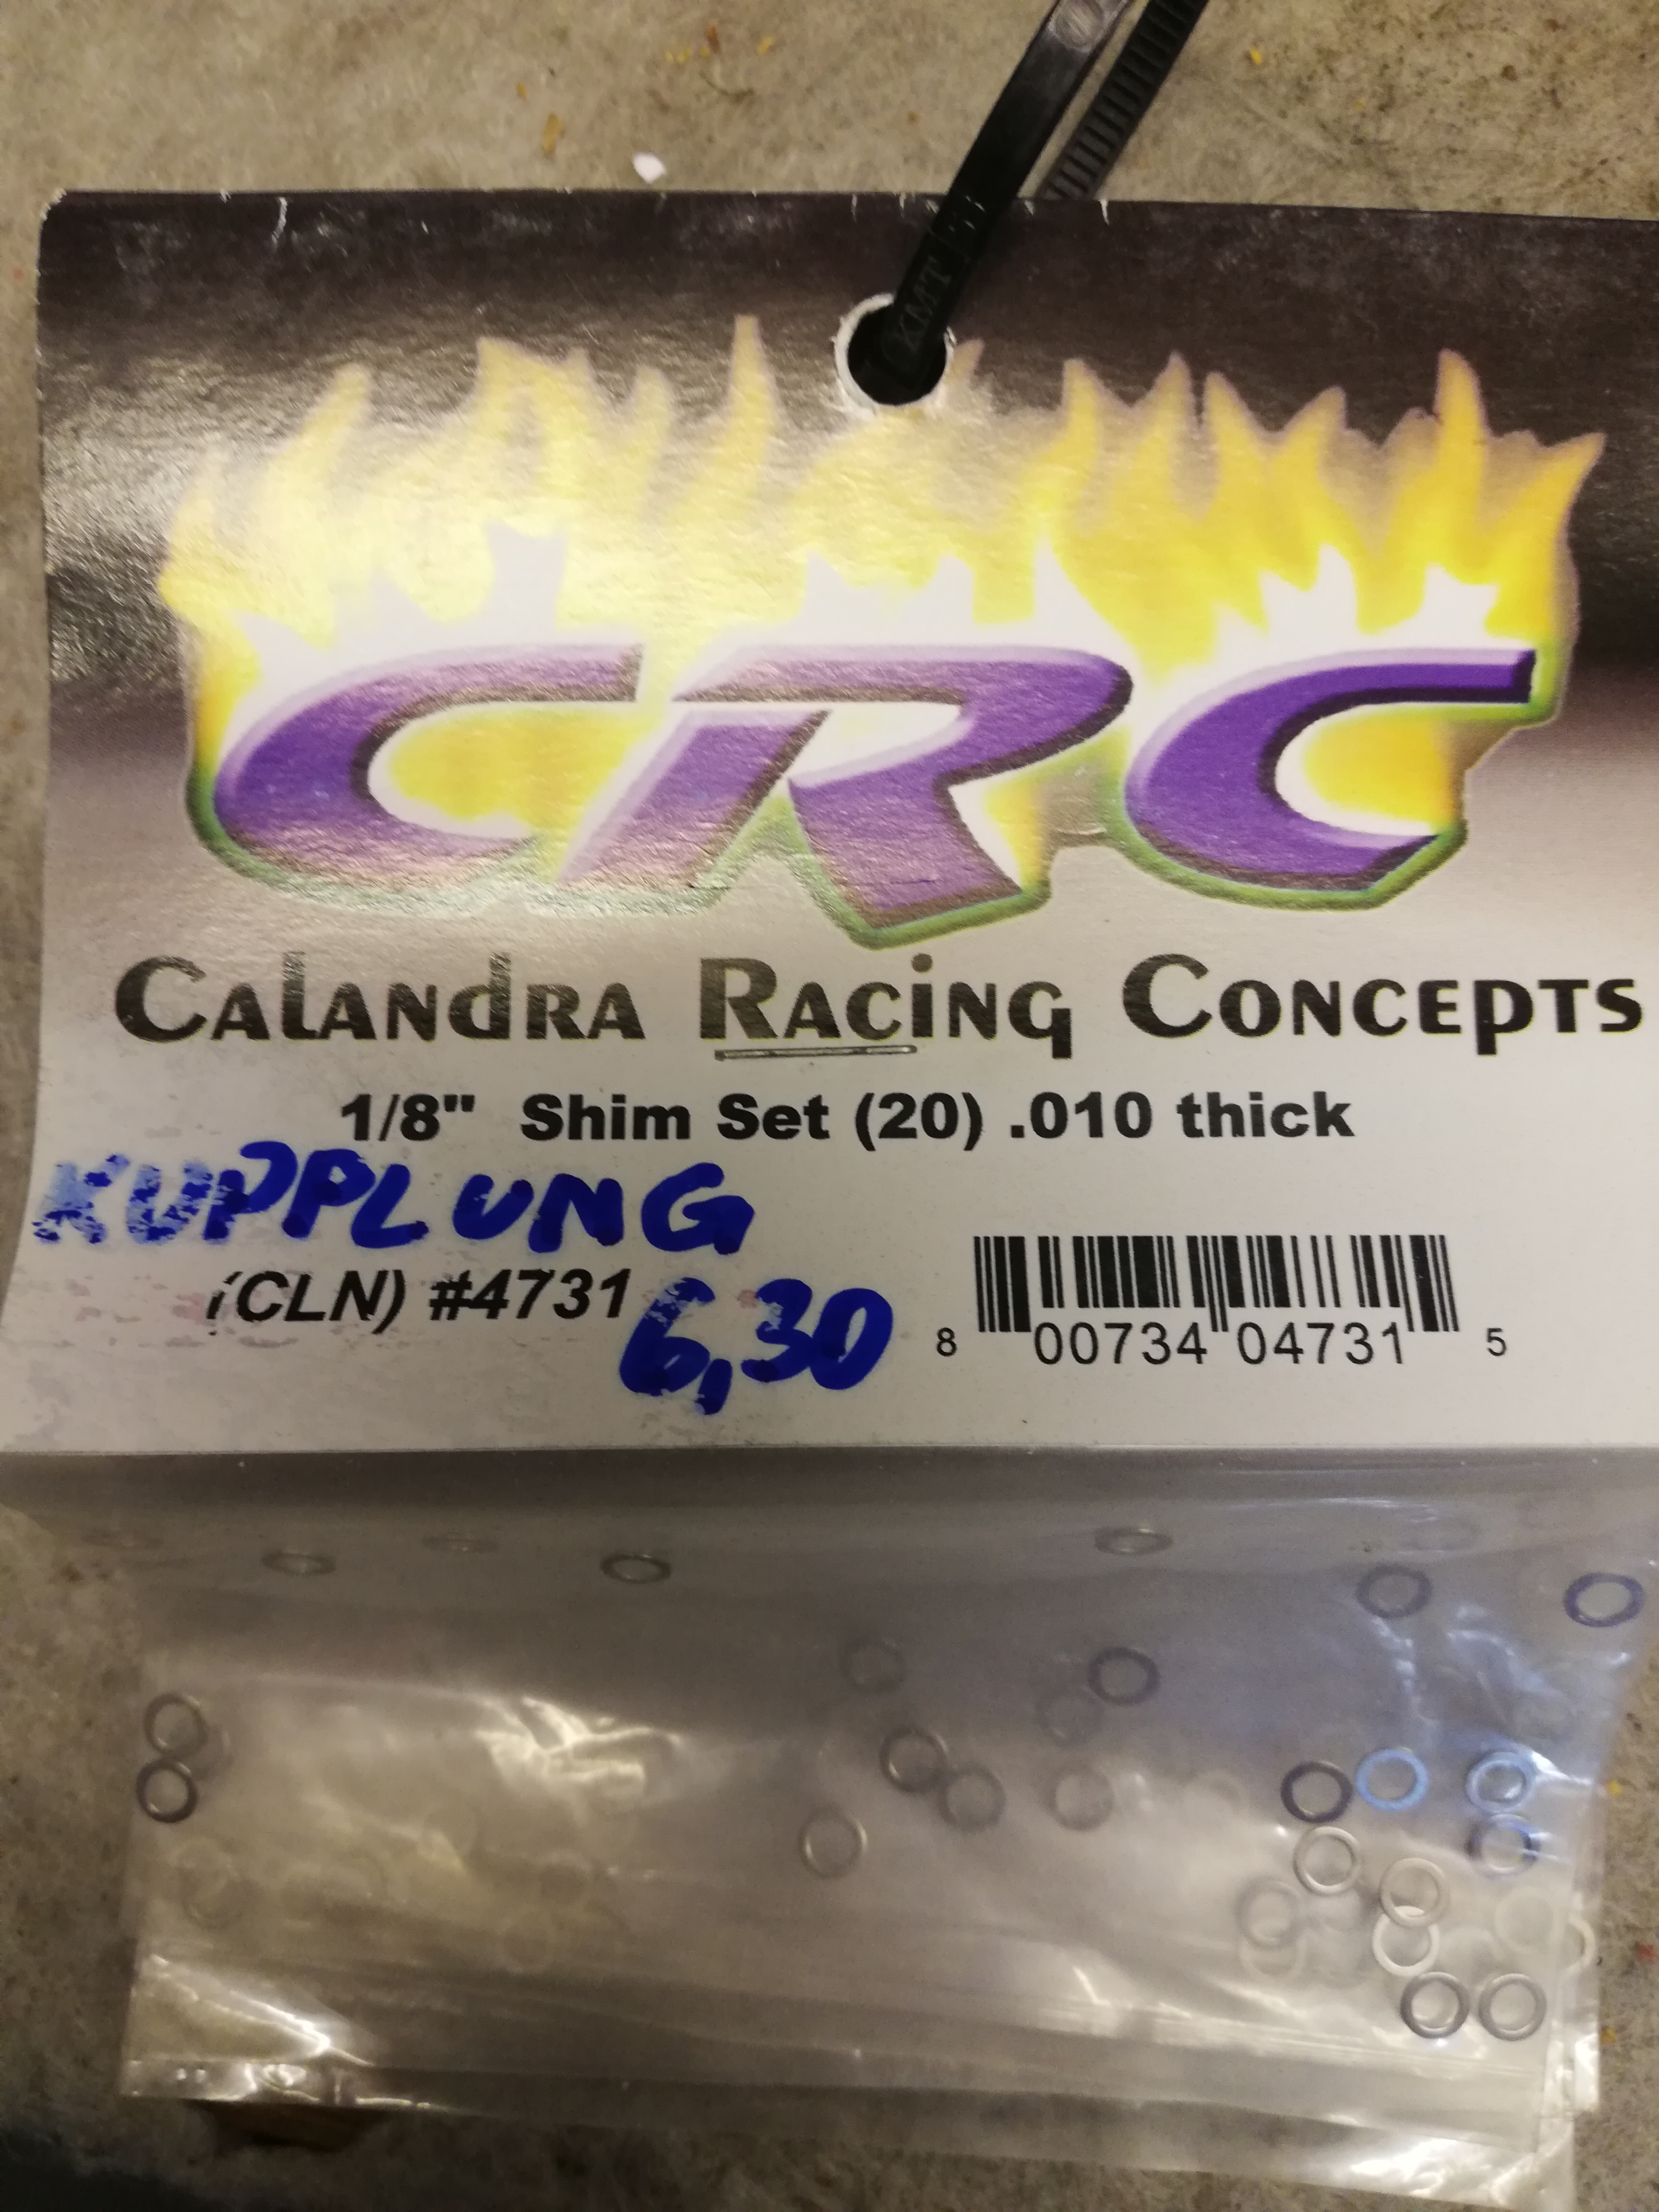 KMT
CRC
Calandra Racing Concepts
1/8" Shim Set (20) .010 thick
KUPPLUNG
(CLN) #4731
6,30
8 00734 04731 5